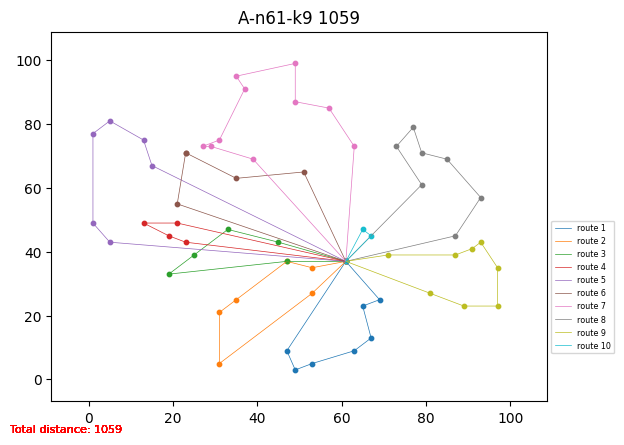 A-n61-k9 1059
100
80
60
40
20
0
0 20 40 60 80 100
route 1
route 2
route 3
route 4
route 5
route 6
route 7
route 8
route 9
route 10
Total distance: 1059